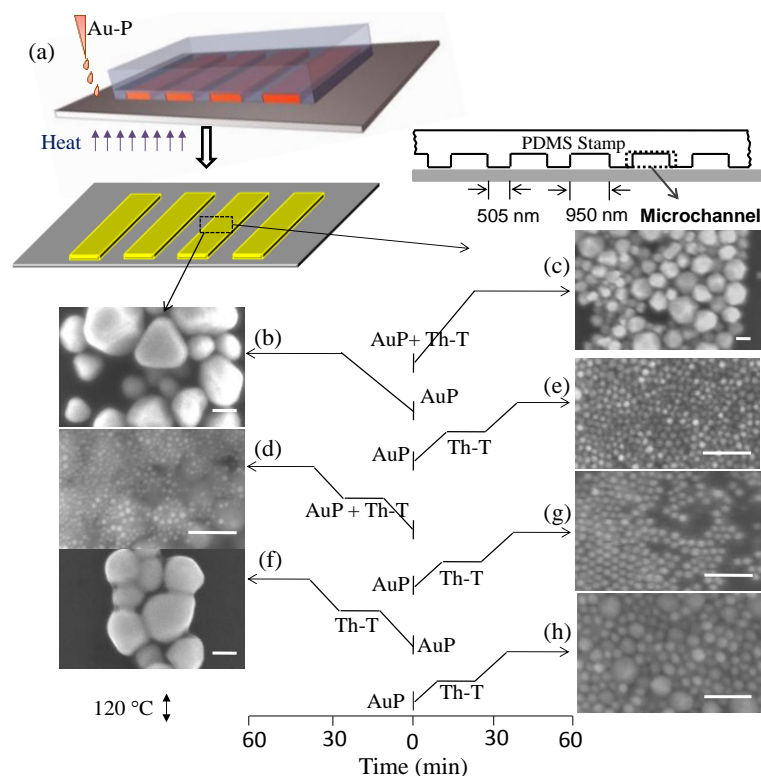 Au-P
(a)
Heat
PDMS Stamp
505 nm
950 nm
Microchannel
(c)
AuP+ Th-T
(b)
AuP
(e)
AuP
Th-T
(d)
AuP + Th-T
(g)
AuP
Th-T
(f)
Th-T
AuP
(h)
AuP
Th-T
120 °C
60 30 0 30 60
Time (min)